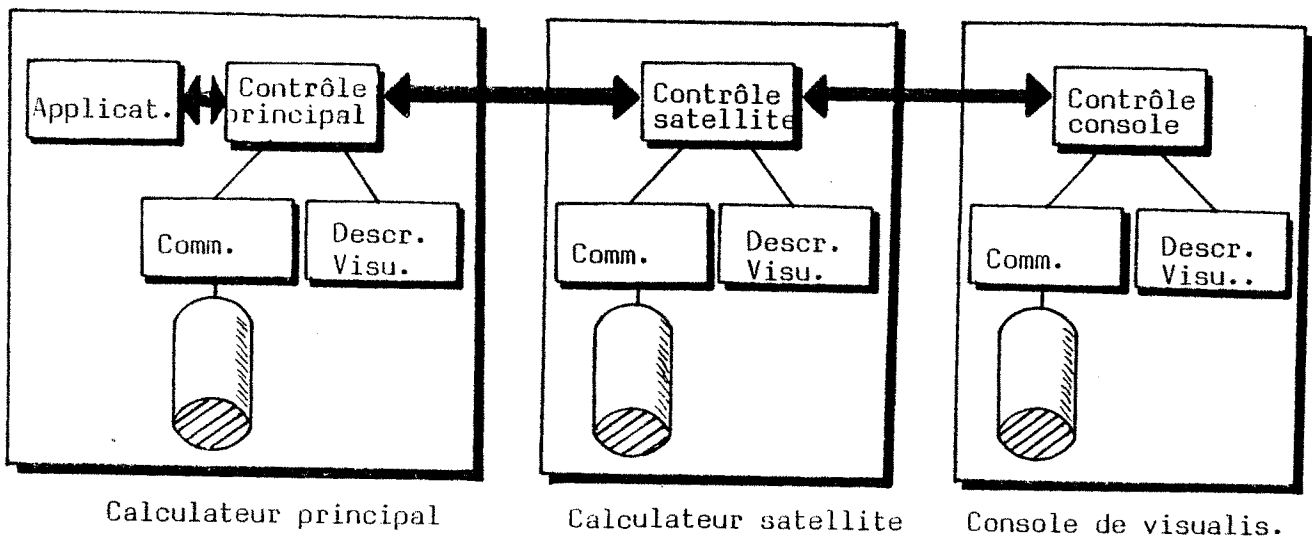 Applicat.
Contrôle
principal
Comm.
Descr.
Visu.
Calculateur principal
Contrôle
satellite
Comm.
Descr.
Visu.
Calculateur satellite
Contrôle
console
Comm.
Descr.
Visu..
Console de visualis.